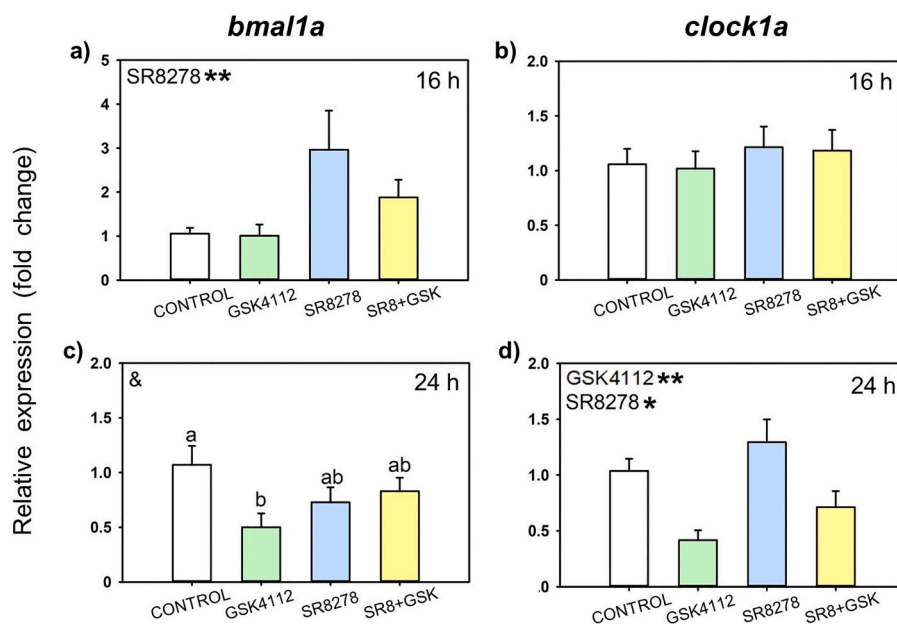 bmal1a
clock1a
Relative expression (fold change)
a)
SR8278**
16 h
5
4
3
2
1
0
CONTROL
GSK4112
SR8278
SR8+GSK
b)
16 h
2.0
1.5
1.0
0.5
0
CONTROL
GSK4112
SR8278
SR8+GSK
c)
&
24 h
2.0
1.5
1.0
0.5
0
a
b
ab
ab
CONTROL
GSK4112
SR8278
SR8+GSK
d)
GSK4112**
SR8278*
24 h
2.0
1.5
1.0
0.5
.0
CONTROL
GSK4112
SR8278
SR8+GSK